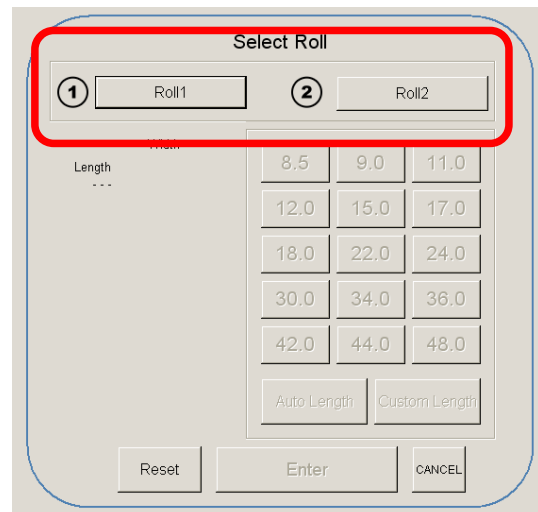 Select Roll
1 Roll1 2 Roll2
Width
Length
---
8.5 9.0 11.0
12.0 15.0 17.0
18.0 22.0 24.0
30.0 34.0 36.0
42.0 44.0 48.0
Auto Length Custom Length
Reset Enter CANCEL